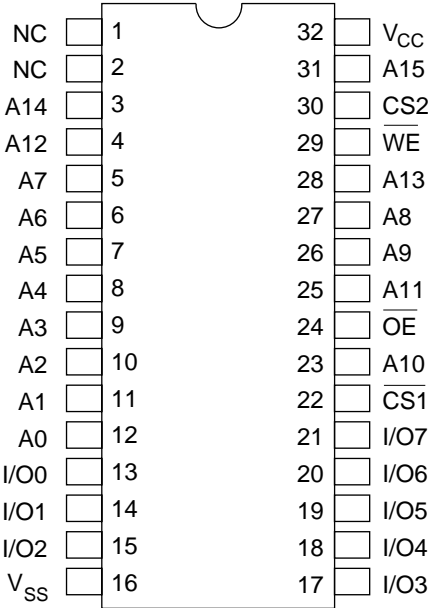 NC 1 32 VCC
NC 2 31 A15
A14 3 30 CS2
A12 4 29 W̅E̅
A7 5 28 A13
A6 6 27 A8
A5 7 26 A9
A4 8 25 A11
A3 9 24 O̅E̅
A2 10 23 A10
A1 11 22 C̅S̅1̅
A0 12 21 I/O7
I/O0 13 20 I/O6
I/O1 14 19 I/O5
I/O2 15 18 I/O4
VSS 16 17 I/O3